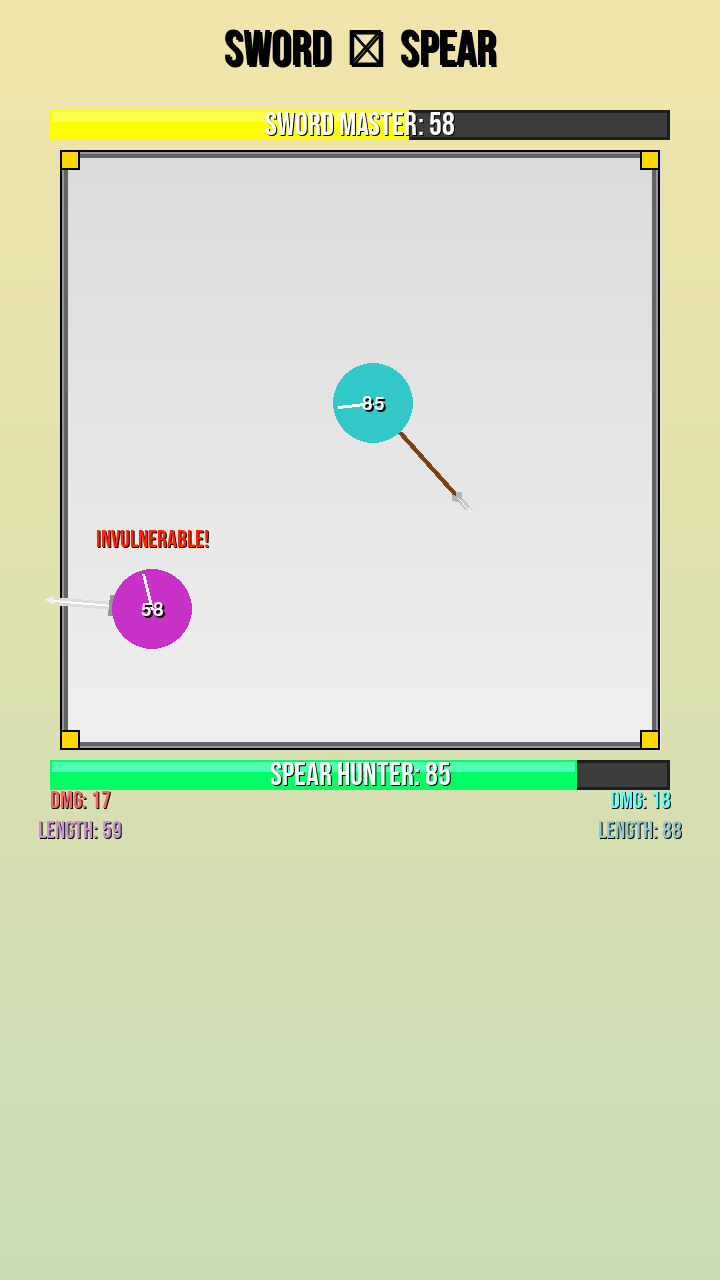 SWORD ⚔ SPEAR
SWORD MASTER: 58
85
INVULNERABLE!
58
SPEAR HUNTER: 85
DMG: 17 DMG: 18
LENGTH: 59 LENGTH: 88